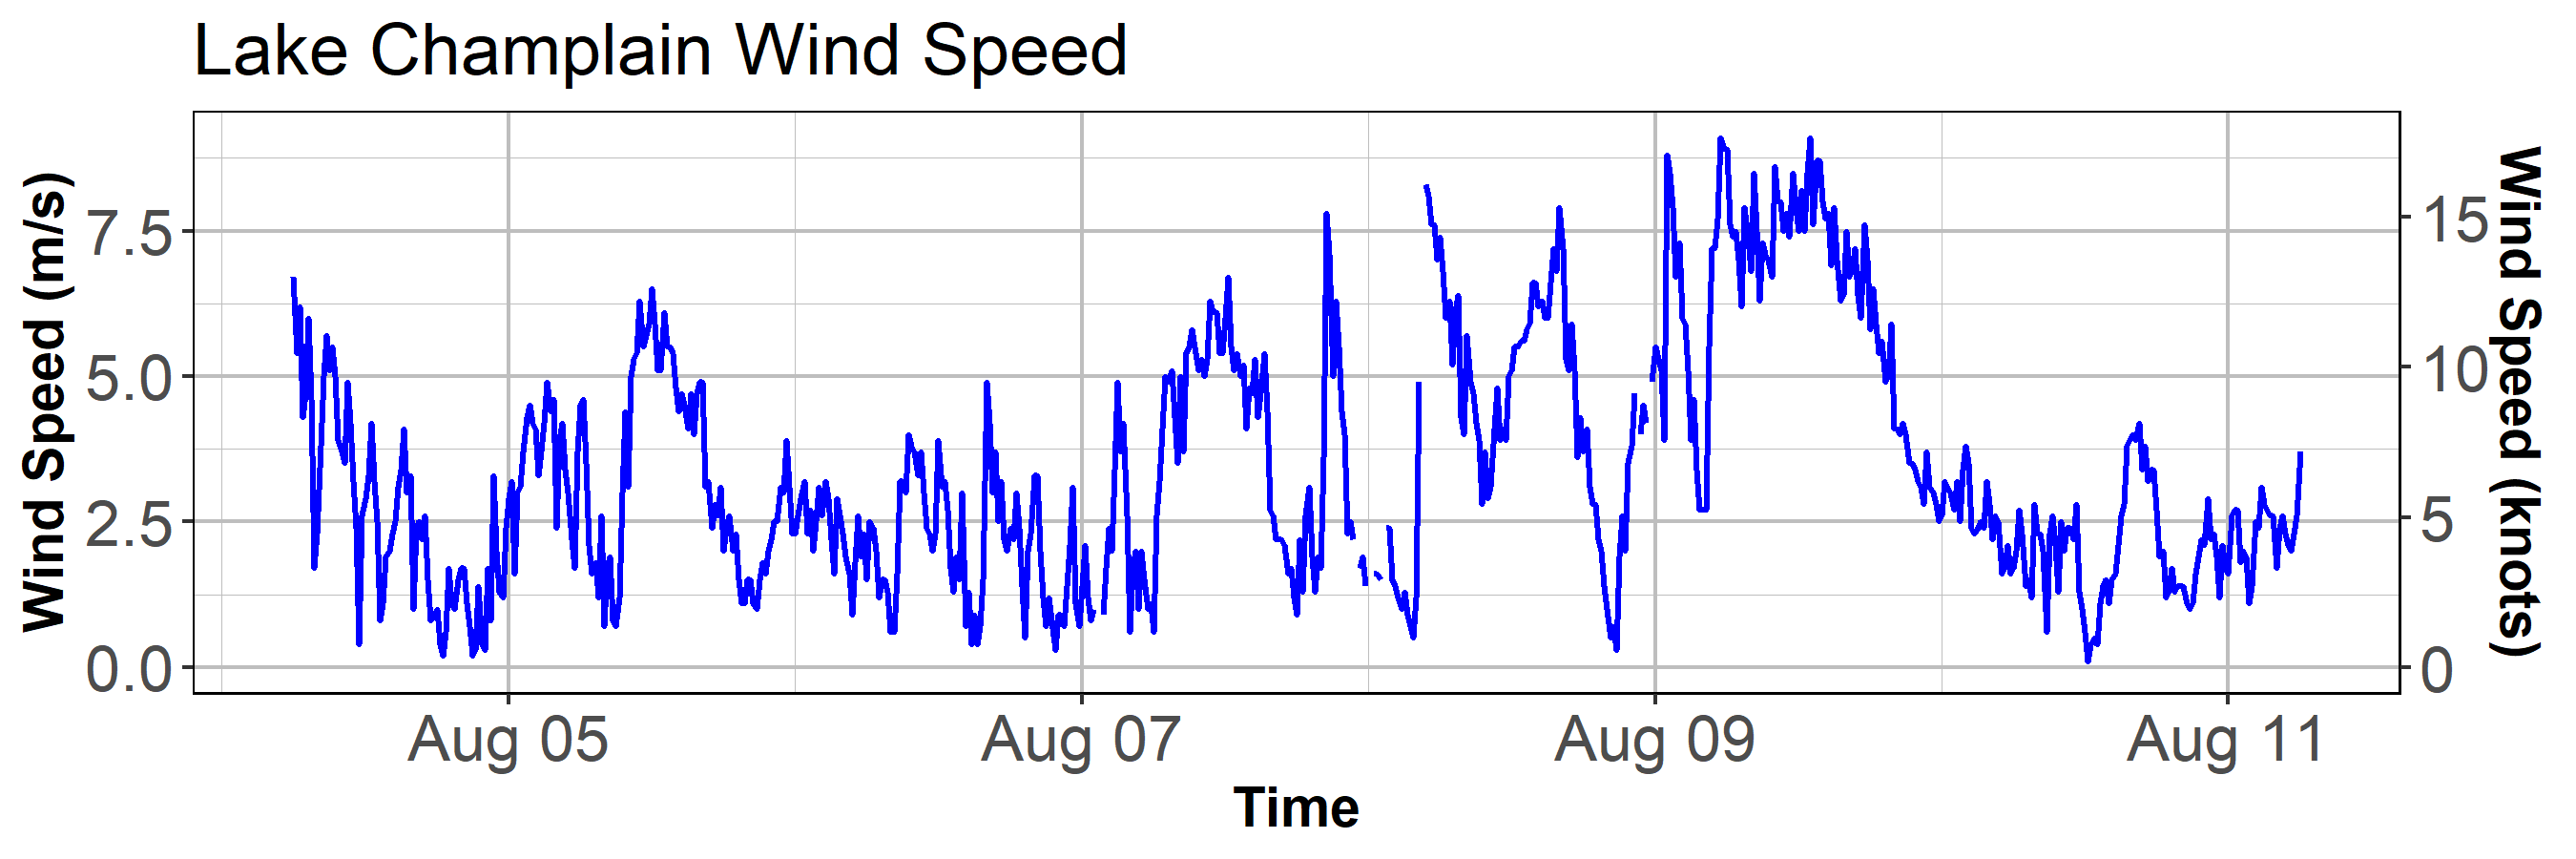 Lake Champlain Wind Speed
Wind Speed (m/s)
7.5
5.0
2.5
0.0
15
10
5
0
Wind Speed (knots)
Aug 05
Aug 07
Aug 09
Aug 11
Time